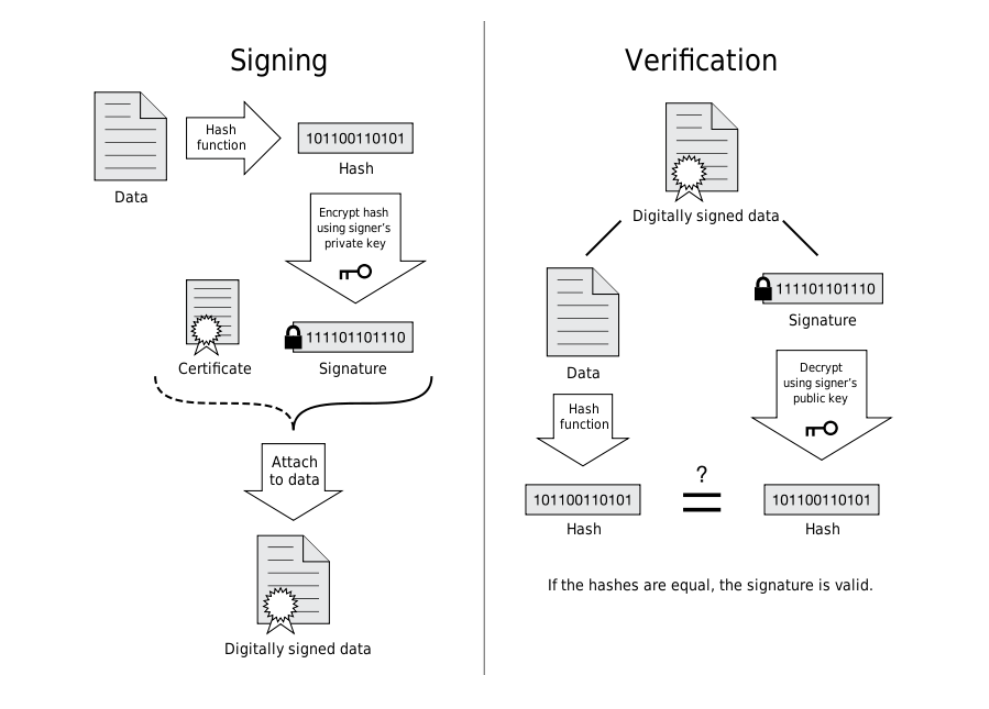 Signing
Hash
function
Data
101100110101
Hash
Encrypt hash
using signer's
private key
Certificate
111101101110
Signature
Attach
to data
Digitally signed data
Verification
Digitally signed data
Data
Hash
function
101100110101
Hash
111101101110
Signature
Decrypt
using signer's
public key
?
101100110101
Hash
If the hashes are equal, the signature is valid.